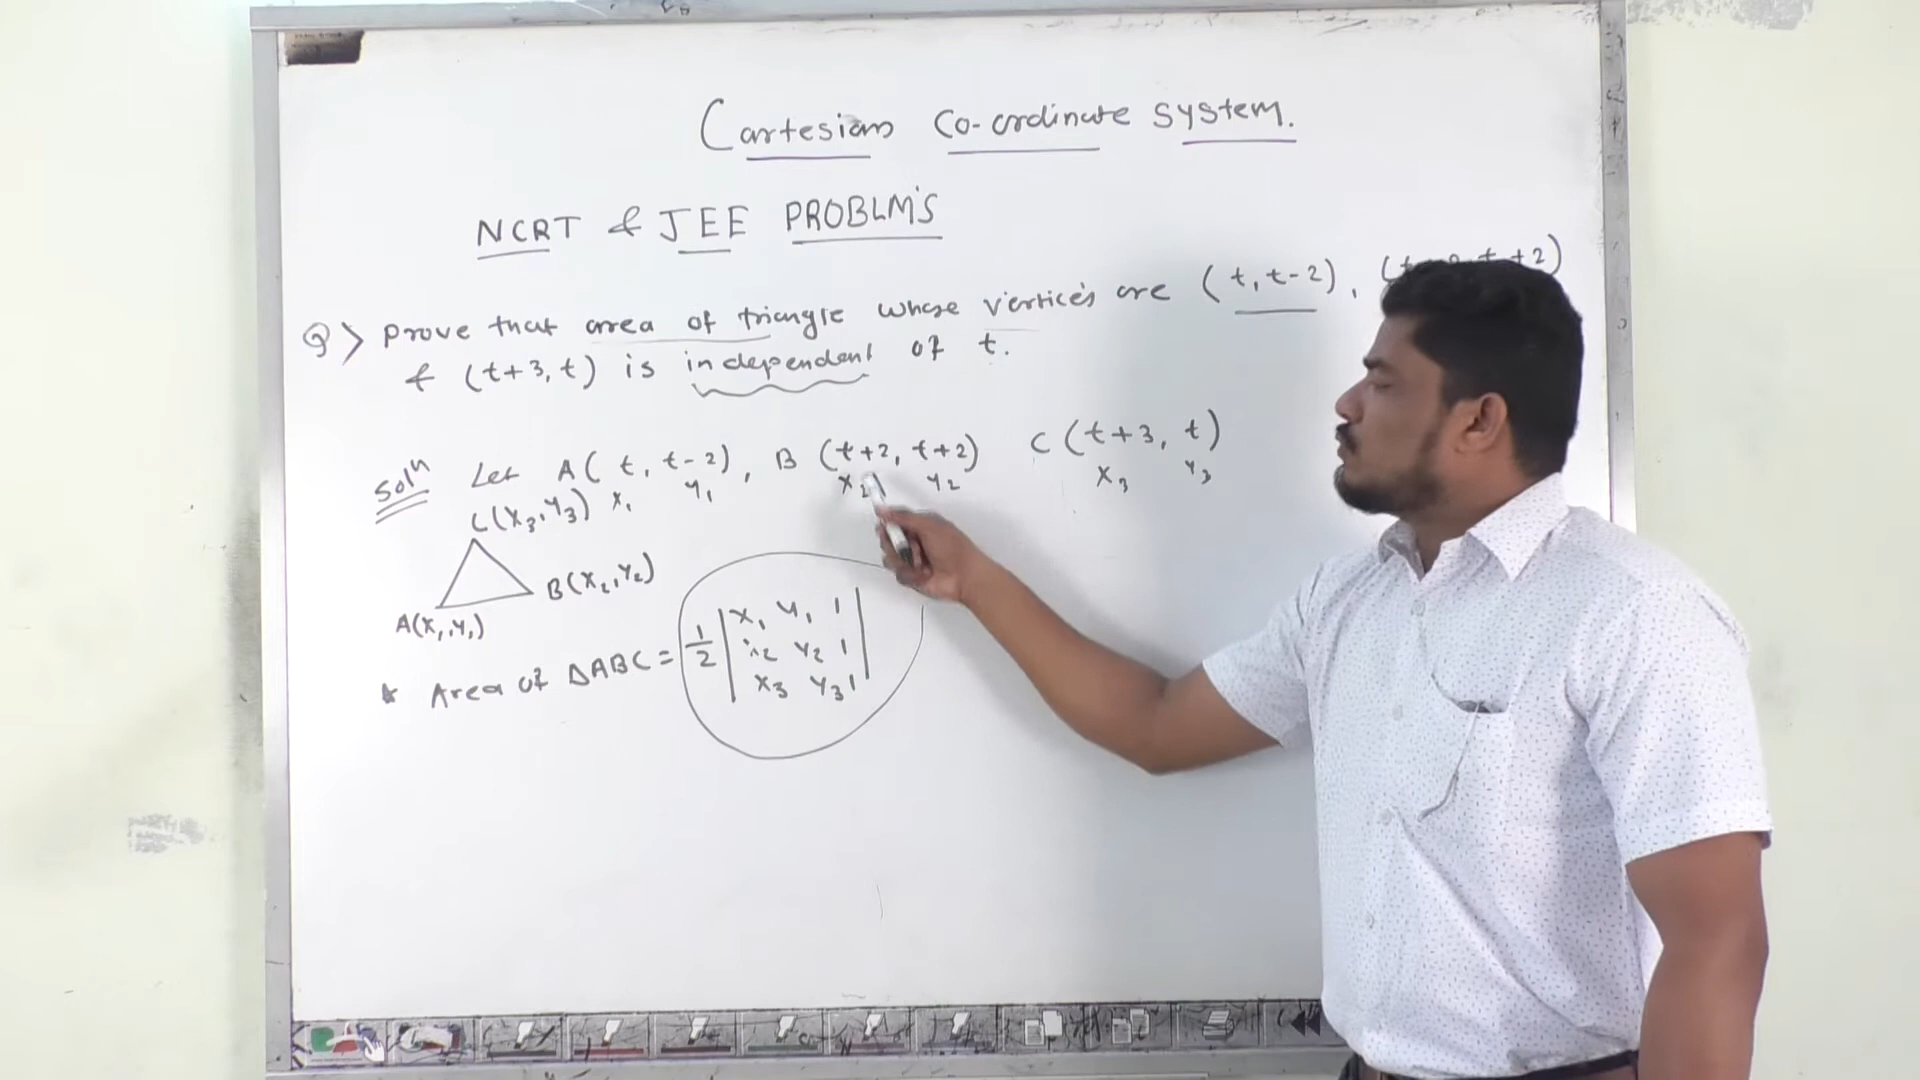 Cartesian Co-ordinate system.
NCRT & JEE PROBLM'S
Q> Prove that area of triangle whose vertices are (t, t-2), (t+2, t+2)
& (t+3, t) is independent of t.
Solⁿ Let A(t, t-2), B(t+2, t+2) C(t+3, t)
x₁ y₁ x₂ y₂ x₃ y₃
C(x₃, y₃)
B(x₂, y₂)
A(x₁, y₁)
* Area of ΔABC = 1/2 | x₁ y₁ 1
x₂ y₂ 1
x₃ y₃ 1 |